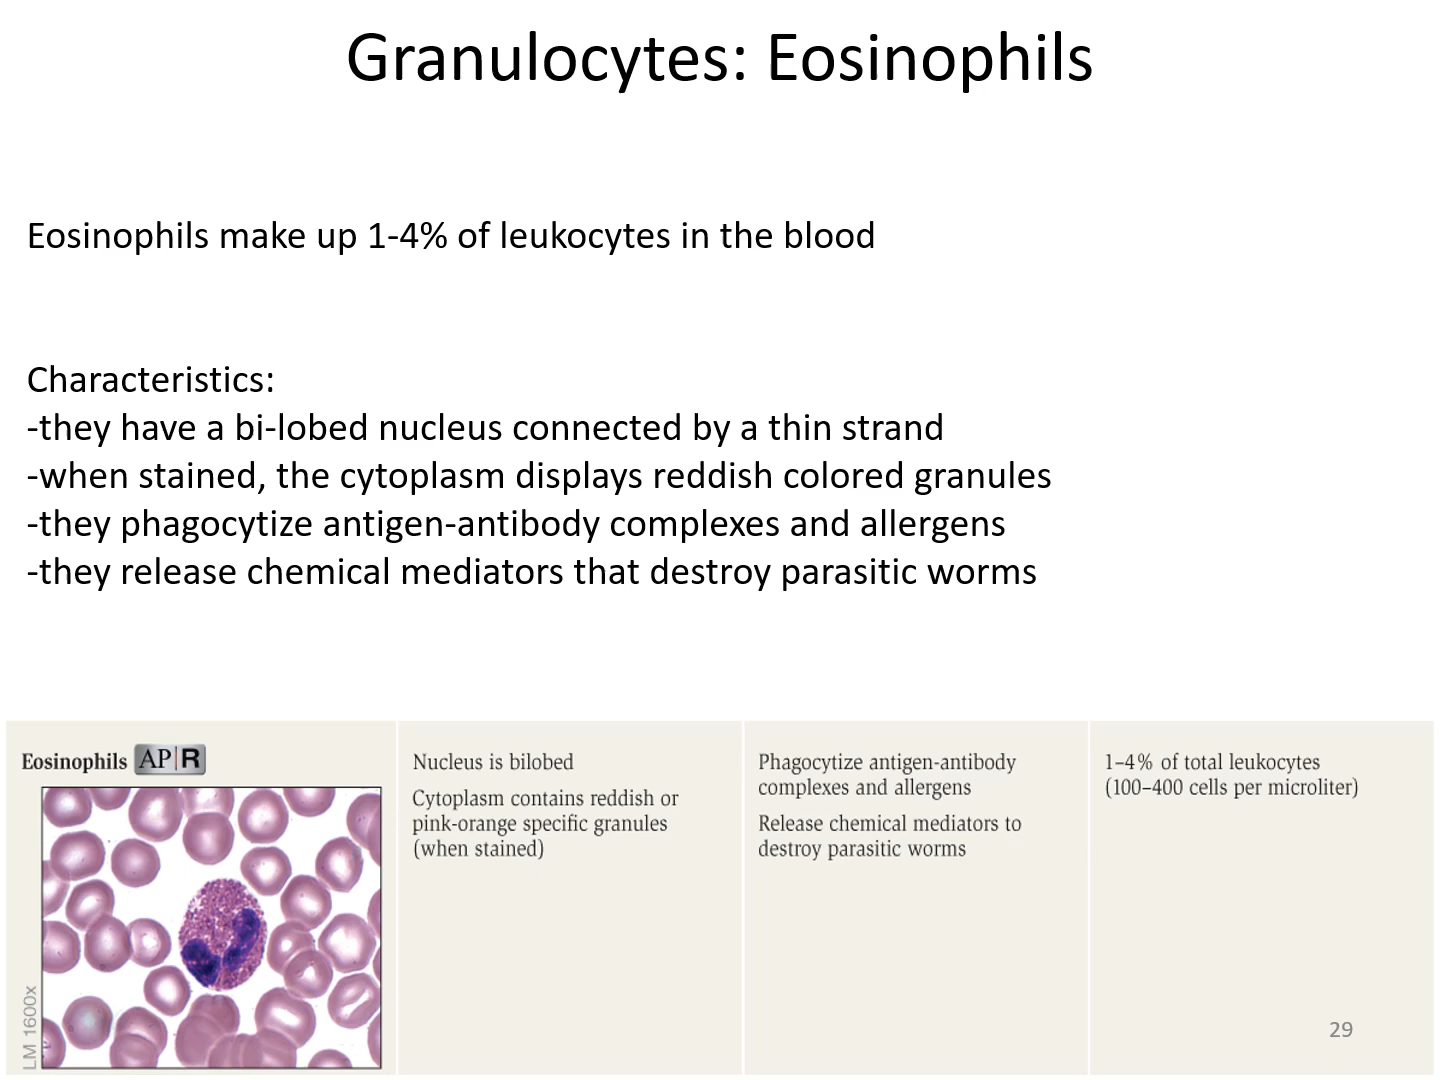 Granulocytes: Eosinophils
Eosinophils make up 1-4% of leukocytes in the blood
Characteristics:
-they have a bi-lobed nucleus connected by a thin strand
-when stained, the cytoplasm displays reddish colored granules
-they phagocytize antigen-antibody complexes and allergens
-they release chemical mediators that destroy parasitic worms
Eosinophils AP|R
LM 1600x
Nucleus is bilobed
Cytoplasm contains reddish or
pink-orange specific granules
(when stained)
Phagocytize antigen-antibody
complexes and allergens
Release chemical mediators to
destroy parasitic worms
1–4% of total leukocytes
(100–400 cells per microliter)
29